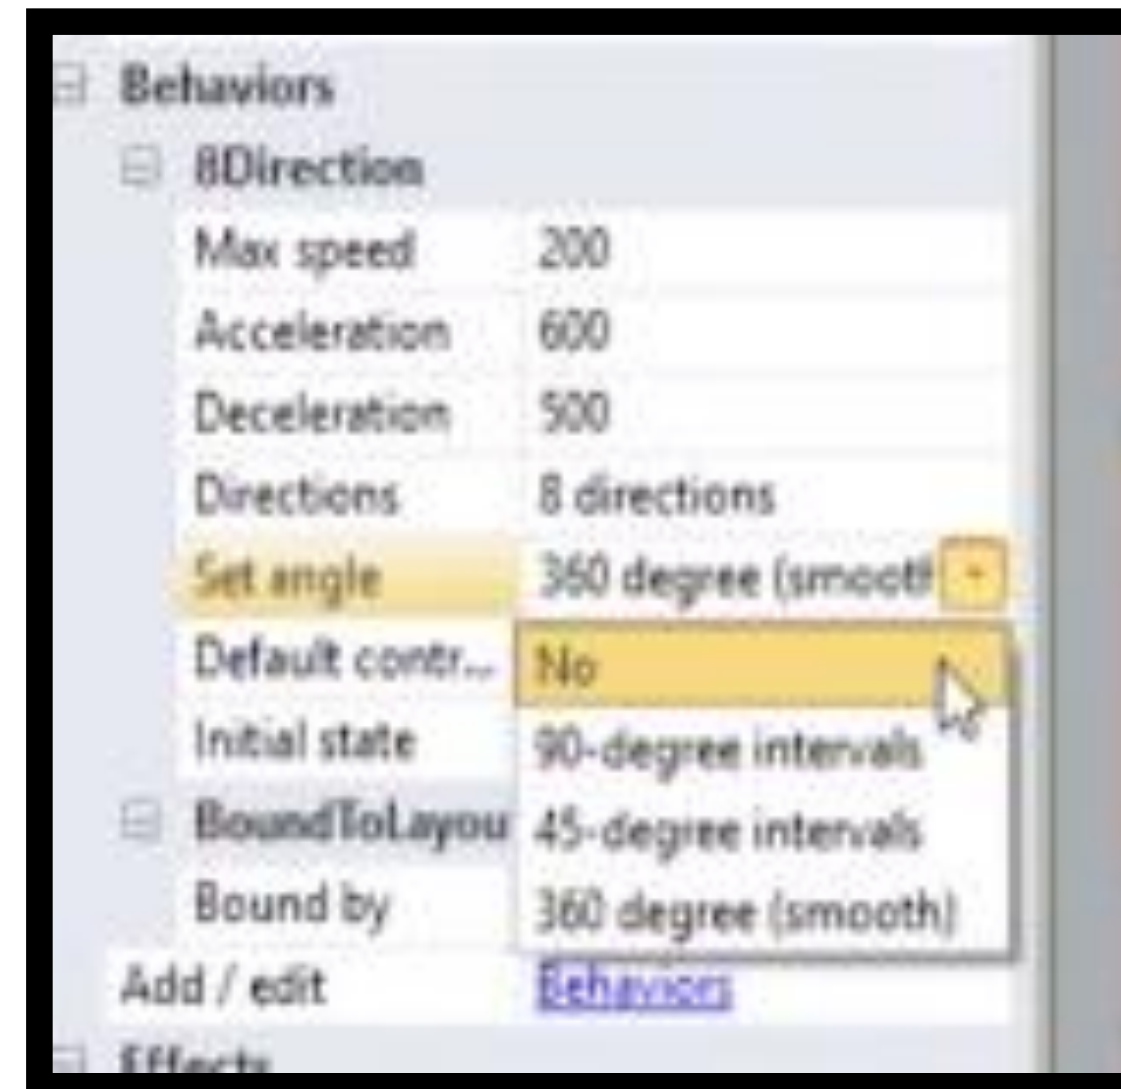 Behaviors
8Direction
Max speed 200
Acceleration 600
Deceleration 500
Directions 8 directions
Set angle 360 degree (smooth
Default contr... No
Initial state 90-degree intervals
BoundToLayou 45-degree intervals
Bound by 360 degree (smooth)
Add / edit Behaviors
Effects